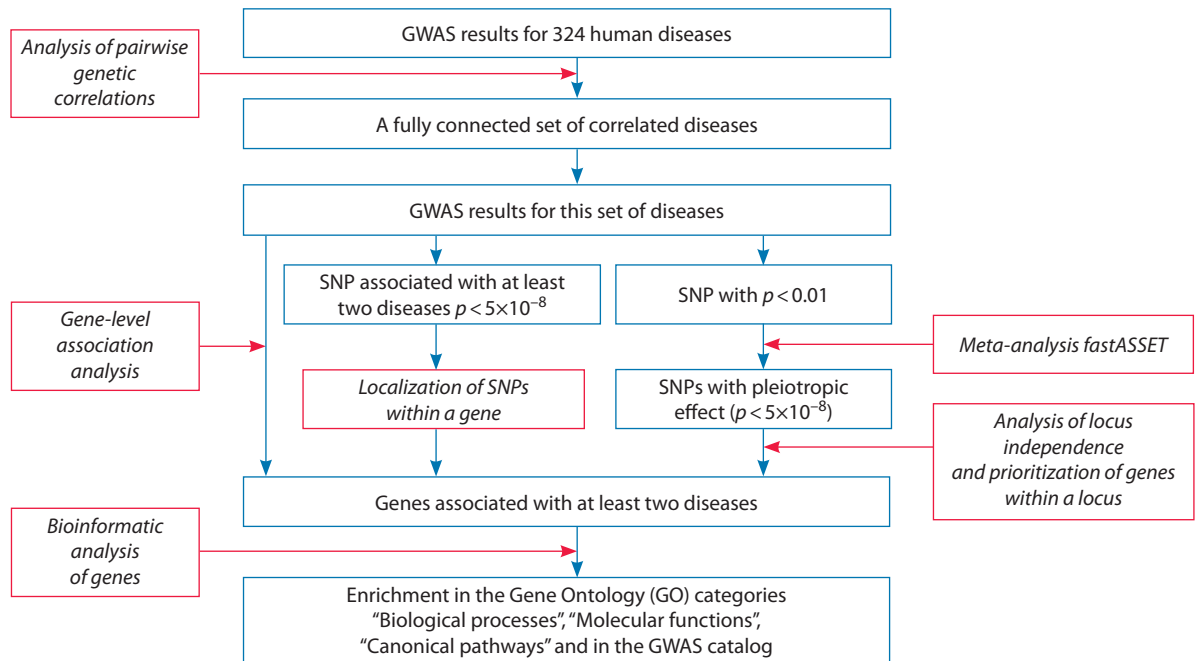 GWAS results for 324 human diseases
Analysis of pairwise
genetic
correlations
A fully connected set of correlated diseases
GWAS results for this set of diseases
SNP associated with at least
two diseases p < 5×10⁻⁸
SNP with p < 0.01
Gene-level
association
analysis
Meta-analysis fastASSET
Localization of SNPs
within a gene
SNPs with pleiotropic
effect (p < 5×10⁻⁸)
Analysis of locus
independence
and prioritization of genes
within a locus
Genes associated with at least two diseases
Bioinformatic
analysis
of genes
Enrichment in the Gene Ontology (GO) categories
“Biological processes”, “Molecular functions”,
“Canonical pathways” and in the GWAS catalog